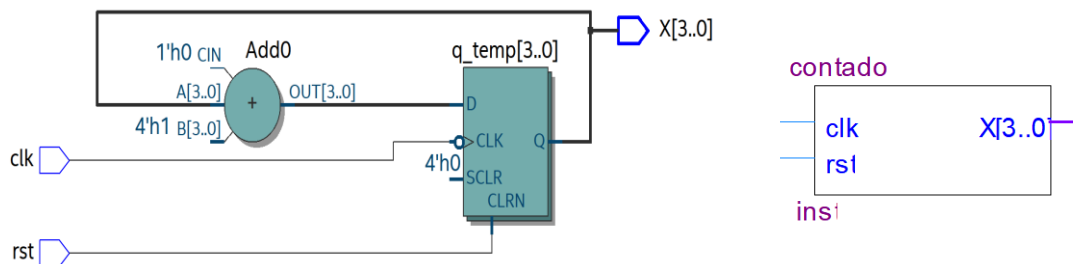 1'h0 CIN
Add0
A[3..0]
OUT[3..0]
+
4'h1 B[3..0]
q_temp[3..0]
D
CLK
Q
4'h0
SCLR
CLRN
X[3..0]
clk
rst
contado
clk
X[3..0
rst
inst